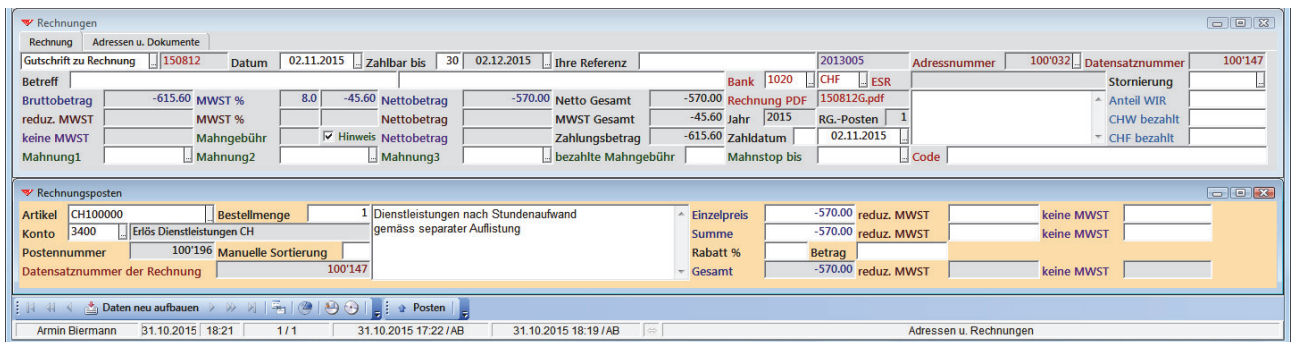 Rechnungen
Rechnung Adressen u. Dokumente
Gutschrift zu Rechnung ... 150812 Datum 02.11.2015 ... Zahlbar bis 30 02.12.2015 ... Ihre Referenz 2013005 Adressnummer 100'032 ... Datensatznummer 100'147
Betreff Bank 1020 ... CHF ... ESR Stornierung ...
Bruttobetrag -615.60 MWST % 8.0 -45.60 Nettobetrag -570.00 Netto Gesamt -570.00 Rechnung PDF 150812G.pdf Anteil WIR
reduz. MWST MWST % Nettobetrag MWST Gesamt -45.60 Jahr 2015 RG.-Posten 1 CHW bezahlt
keine MWST Mahngebühr Hinweis Nettobetrag Zahlungsbetrag -615.60 Zahldatum 02.11.2015 ... CHF bezahlt
Mahnung1 ... Mahnung2 ... Mahnung3 ... bezahlte Mahngebühr Mahnstop bis ... Code
Rechnungsposten
Artikel CH100000 ... Bestellmenge 1 Dienstleistungen nach Stundenaufwand Einzelpreis -570.00 reduz. MWST keine MWST
Konto 3400 ... Erlös Dienstleistungen CH gemäss separater Auflistung Summe -570.00 reduz. MWST keine MWST
Postennummer 100'196 Manuelle Sortierung Rabatt % Betrag
Datensatznummer der Rechnung 100'147 Gesamt -570.00 reduz. MWST keine MWST
Daten neu aufbauen Posten
Armin Biermann 31.10.2015 18:21 1 / 1 31.10.2015 17:22 / AB 31.10.2015 18:19 / AB Adressen u. Rechnungen